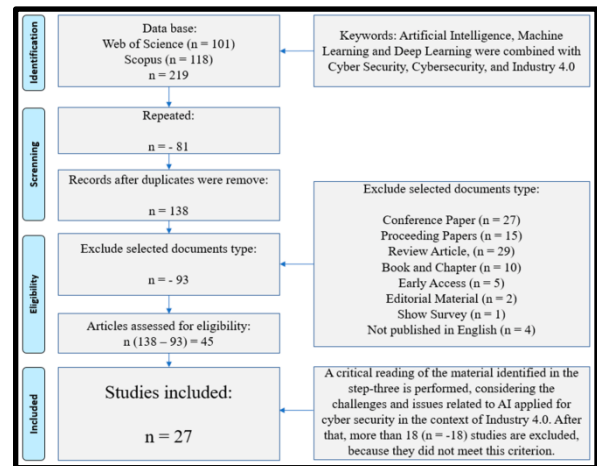 Identification
Data base:
Web of Science (n = 101)
Scopus (n = 118)
n = 219
Keywords: Artificial Intelligence, Machine
Learning and Deep Learning were combined with
Cyber Security, Cybersecurity, and Industry 4.0
Screnning
Repeated:
n = - 81
Records after duplicates were remove:
n = 138
Eligibility
Exclude selected documents type:
n = - 93
Exclude selected documents type:
Conference Paper (n = 27)
Proceeding Papers (n = 15)
Review Article, (n = 29)
Book and Chapter (n = 10)
Early Access (n = 5)
Editorial Material (n = 2)
Show Survey (n = 1)
Not published in English (n = 4)
Articles assessed for eligibility:
n (138 – 93) = 45
Included
Studies included:
n = 27
A critical reading of the material identified in
the step-three is performed, considering the
challenges and issues related to AI applied for
cyber security in the context of Industry 4.0. After
that, more than 18 (n = -18) studies are excluded,
because they did not meet this criterion.